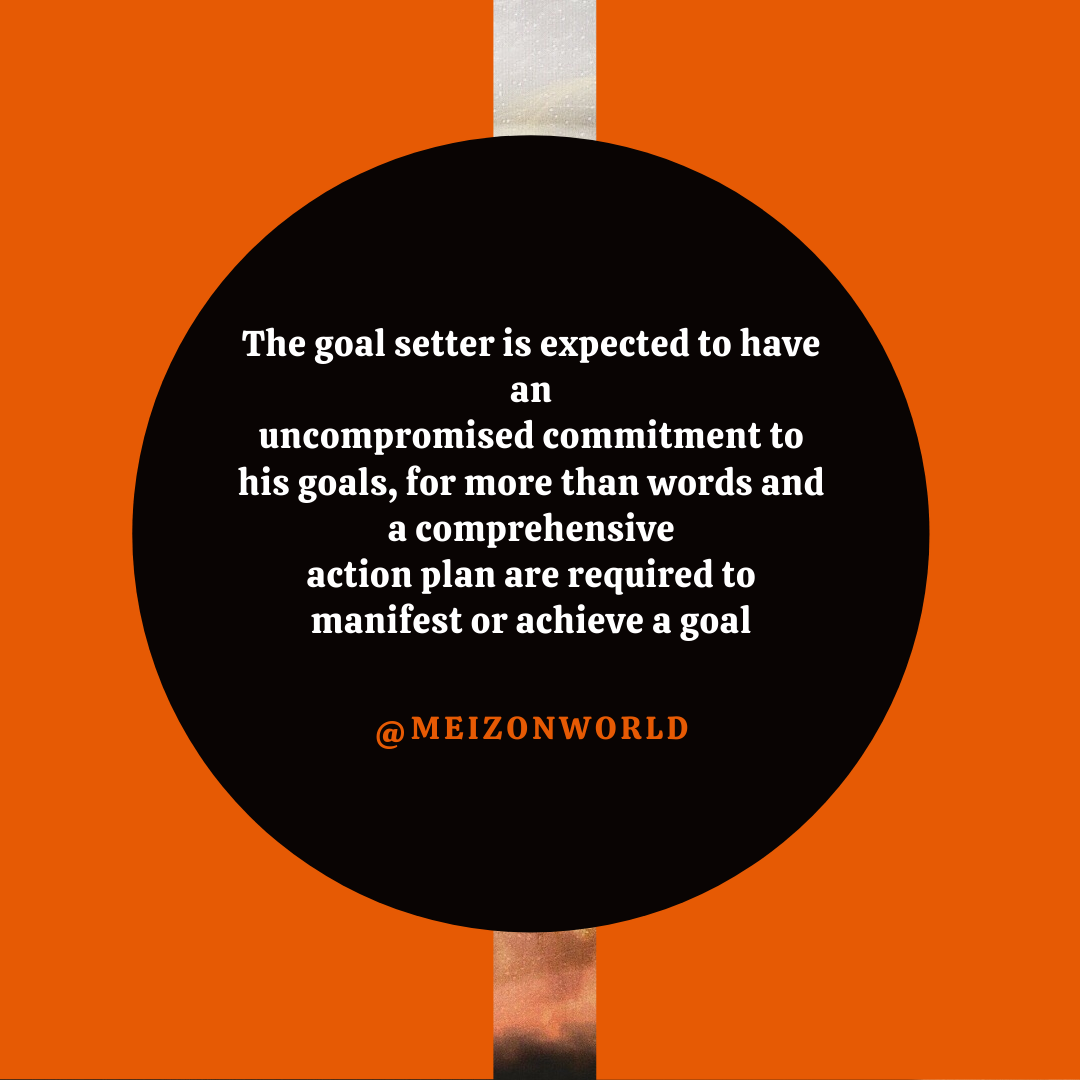 The goal setter is expected to have
an
uncompromised commitment to
his goals, for more than words and
a comprehensive
action plan are required to
manifest or achieve a goal
@MEIZONWORLD